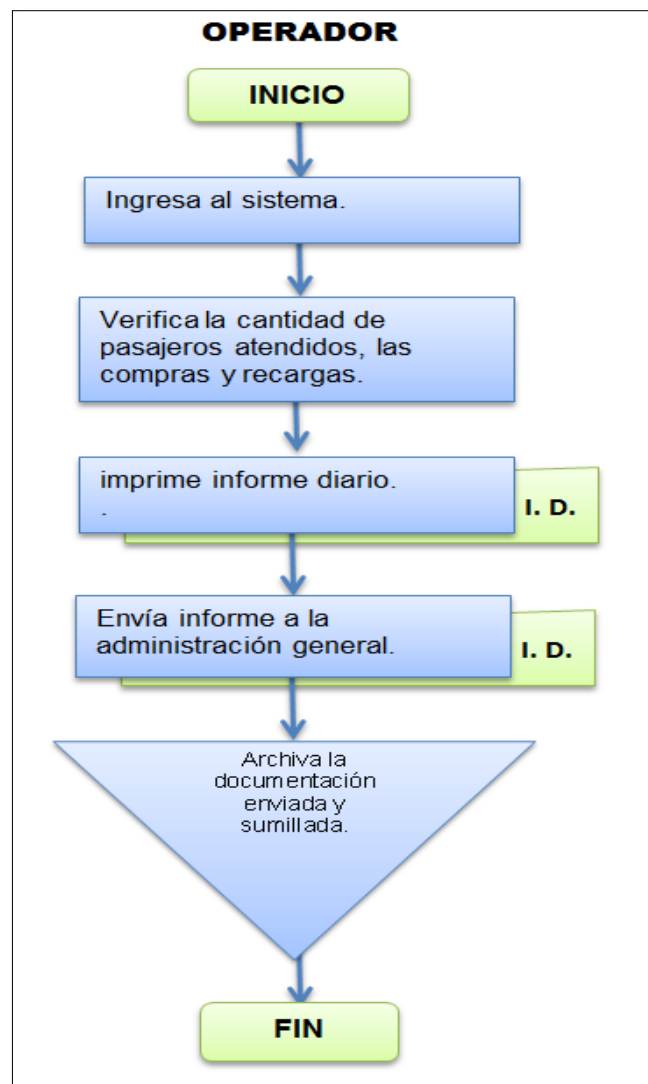 OPERADOR
INICIO
Ingresa al sistema.
Verifica la cantidad de
pasajeros atendidos, las
compras y recargas.
imprime informe diario.
.
I. D.
Envía informe a la
administración general.
I. D.
Archiva la
documentación
enviada y
sumillada.
FIN